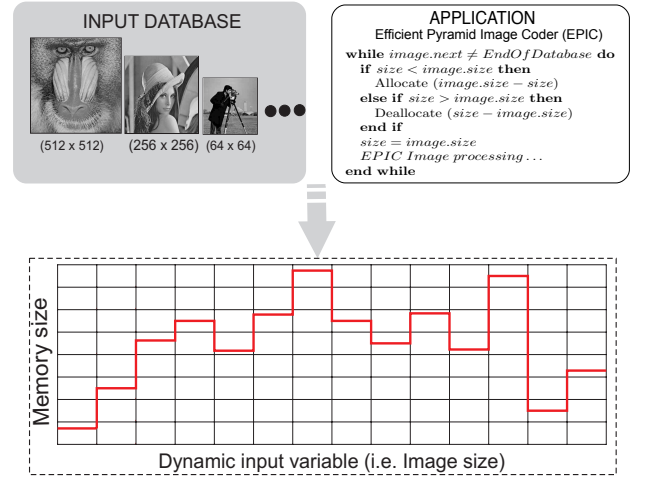 INPUT DATABASE
(512 x 512)
(256 x 256)
(64 x 64)
APPLICATION
Efficient Pyramid Image Coder (EPIC)
while image.next ≠ EndOfDatabase do
if size < image.size then
Allocate (image.size − size)
else if size > image.size then
Deallocate (size − image.size)
end if
size = image.size
EPIC Image processing . . .
end while
Memory size
Dynamic input variable (i.e. Image size)